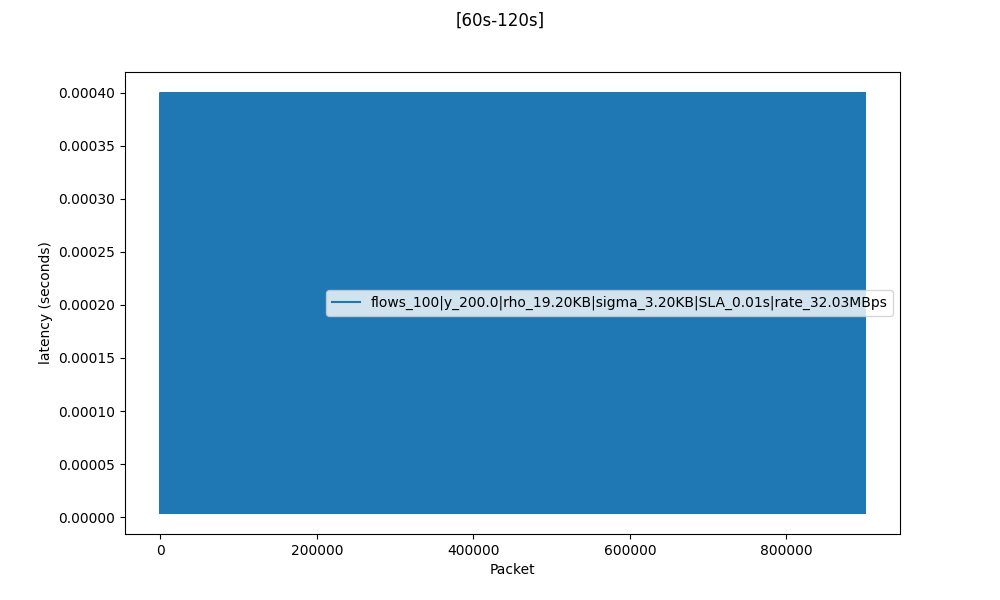 [60s-120s]
0.00040
0.00035
0.00030
0.00025
0.00020
0.00015
0.00010
0.00005
0.00000
latency (seconds)
flows_100|y_200.0|rho_19.20KB|sigma_3.20KB|SLA_0.01s|rate_32.03MBps
0 200000 400000 600000 800000
Packet